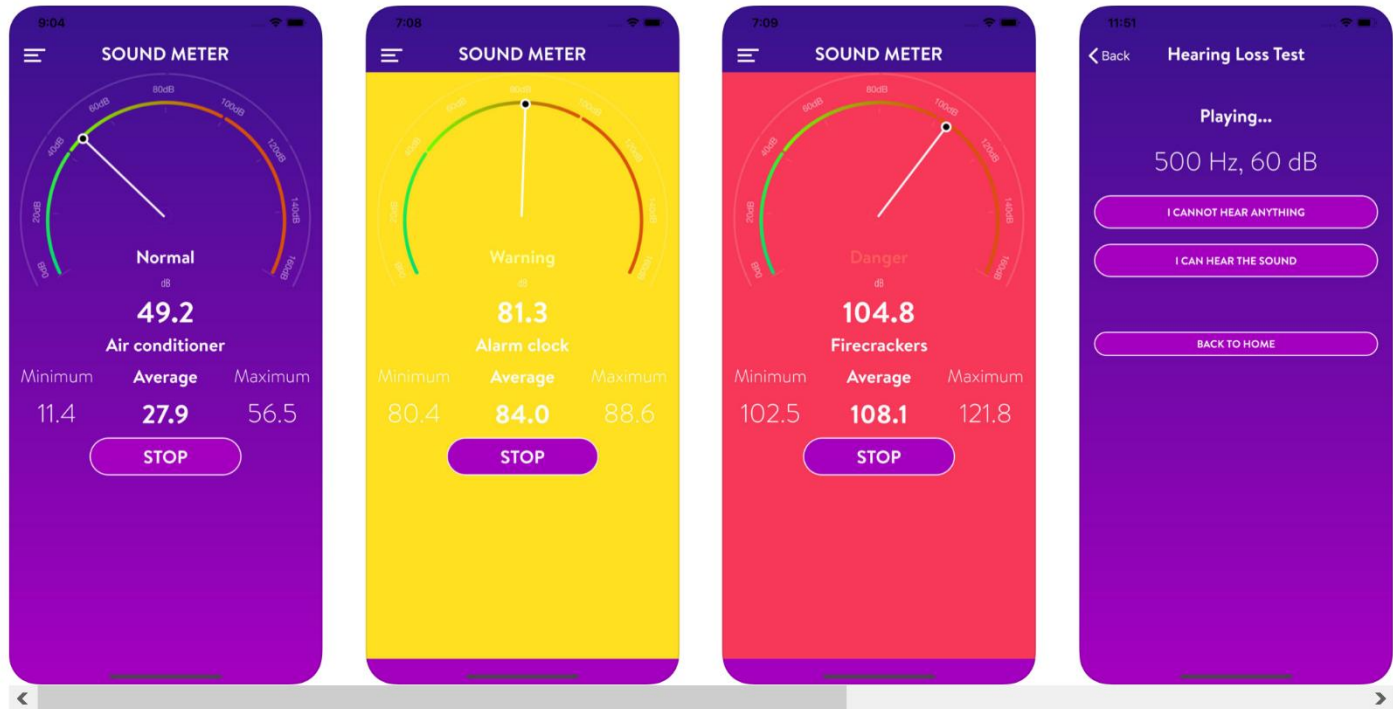 9:04
SOUND METER
0dB
20dB
40dB
60dB
80dB
100dB
120dB
140dB
160dB
Normal
dB
49.2
Air conditioner
Minimum Average Maximum
11.4 27.9 56.5
STOP
7:08
SOUND METER
0dB
20dB
40dB
60dB
80dB
100dB
120dB
140dB
160dB
Warning
dB
81.3
Alarm clock
Minimum Average Maximum
80.4 84.0 88.6
STOP
7:09
SOUND METER
0dB
20dB
40dB
60dB
80dB
100dB
120dB
140dB
160dB
Danger
dB
104.8
Firecrackers
Minimum Average Maximum
102.5 108.1 121.8
STOP
11:51
Back Hearing Loss Test
Playing...
500 Hz, 60 dB
I CANNOT HEAR ANYTHING
I CAN HEAR THE SOUND
BACK TO HOME